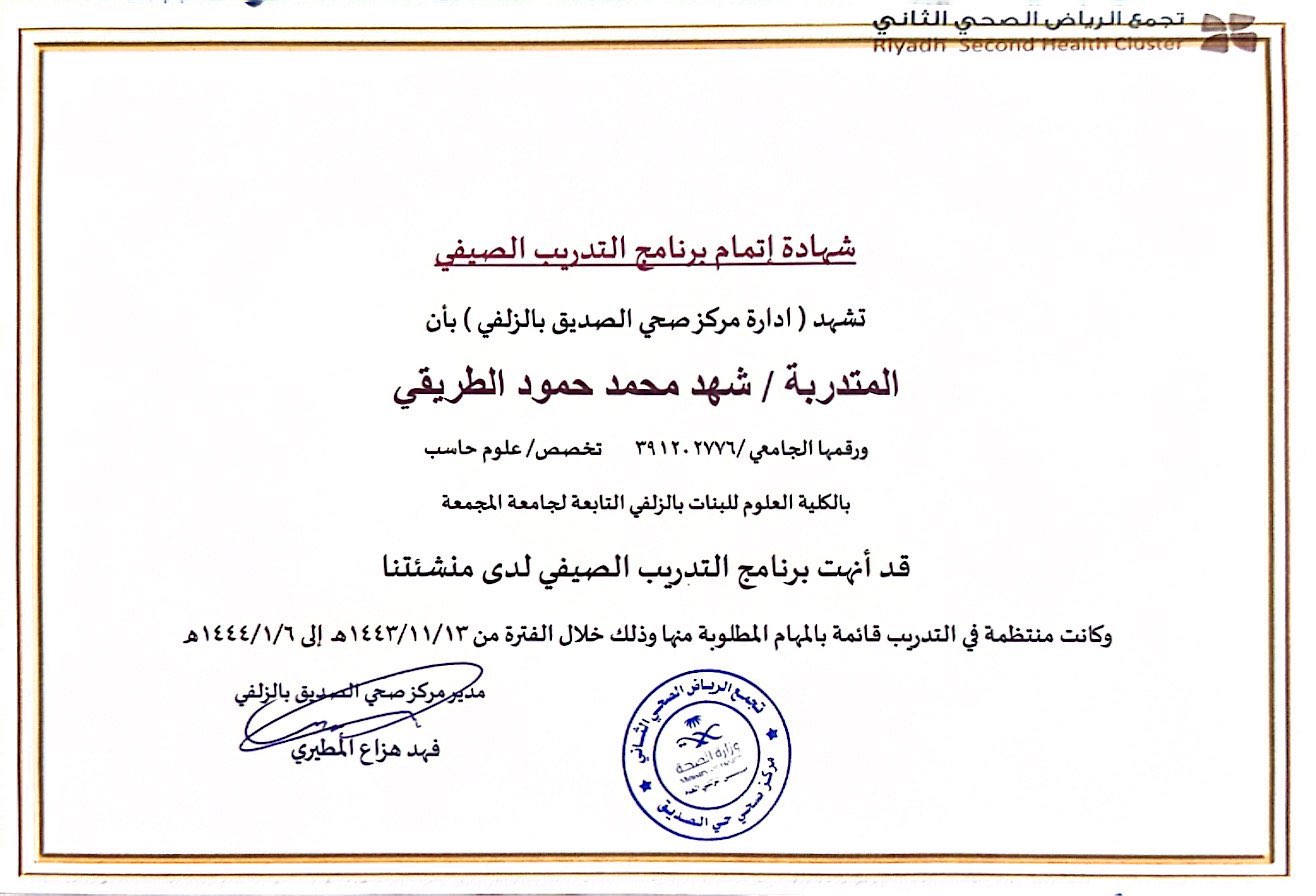 تجمع الرياض الصحي الثاني
Riyadh Second Health Cluster
شهادة إتمام برنامج التدريب الصيفي
تشهد ( ادارة مركز صحي الصديق بالزلفي ) بأن
المتدربة / شهد محمد حمود الطريقي
ورقمها الجامعي /٣٩١٢٠٢٧٧٦ تخصص/ علوم حاسب
بالكلية العلوم للبنات بالزلفي التابعة لجامعة المجمعة
قد أنهت برنامج التدريب الصيفي لدى منشئتنا
وكانت منتظمة في التدريب قائمة بالمهام المطلوبة منها وذلك خلال الفترة من ١٤٤٣/١١/١٣هـ إلى ١٤٤٤/١/٦هـ
مدير مركز صحي الصديق بالزلفي
فهد هزاع المطيري
تجمع الرياض الصحي الثاني
وزارة الصحة
مركز صحي حي الصديق